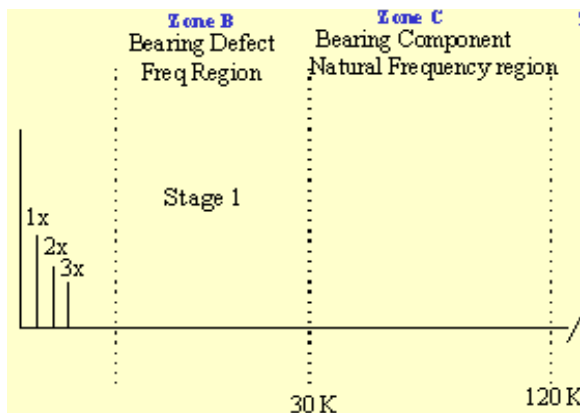 Zone B
Bearing Defect
Freq Region
Zone C
Bearing Component
Natural Frequency region
Stage 1
1x
2x
3x
30 K
120 K